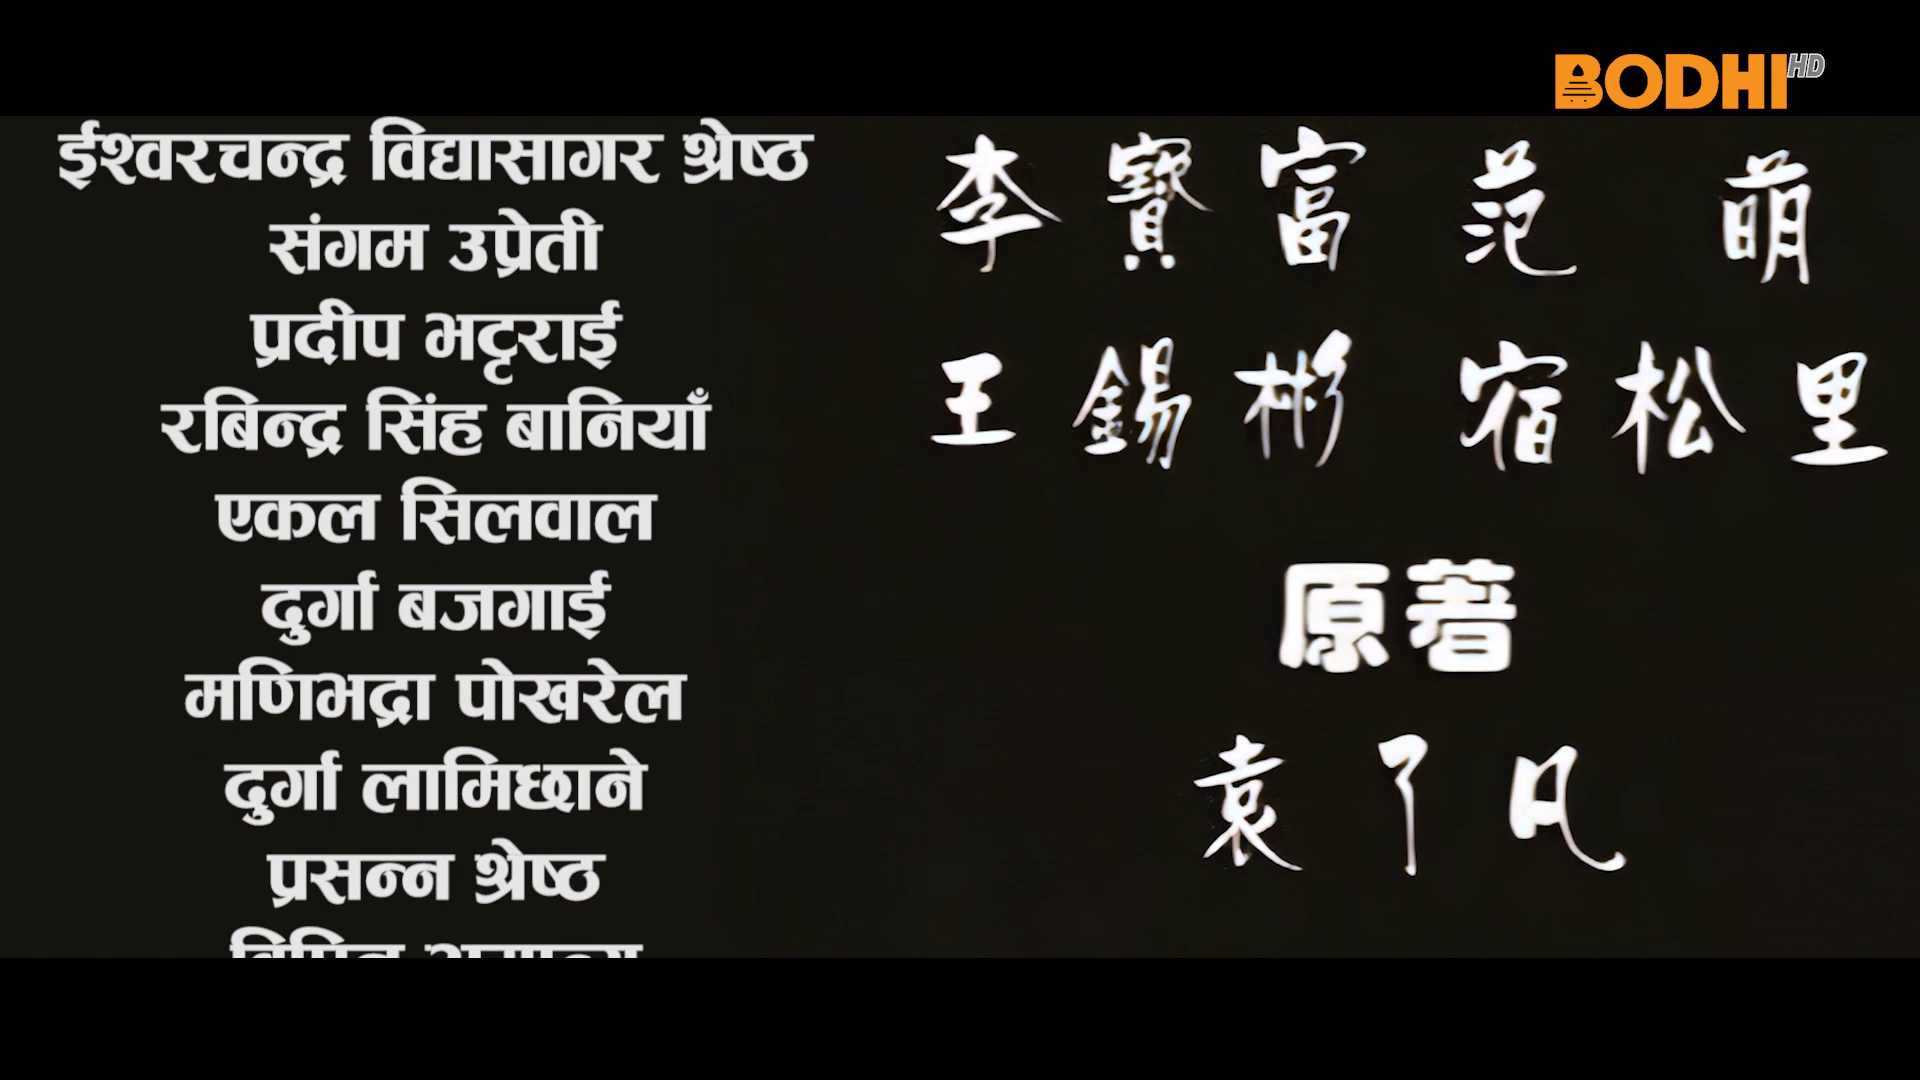 BODHI HD
ईश्वरचन्द्र विद्यासागर श्रेष्ठ
संगम उप्रेती
प्रदीप भट्टराई
रबिन्द्र सिंह बानियाँ
एकल सिलवाल
दुर्गा बजगाई
मणिभद्रा पोखरेल
दुर्गा लामिछाने
प्रसन्न श्रेष्ठ
李寶富 范萌
王錫彬 宿松里
原著
袁了凡